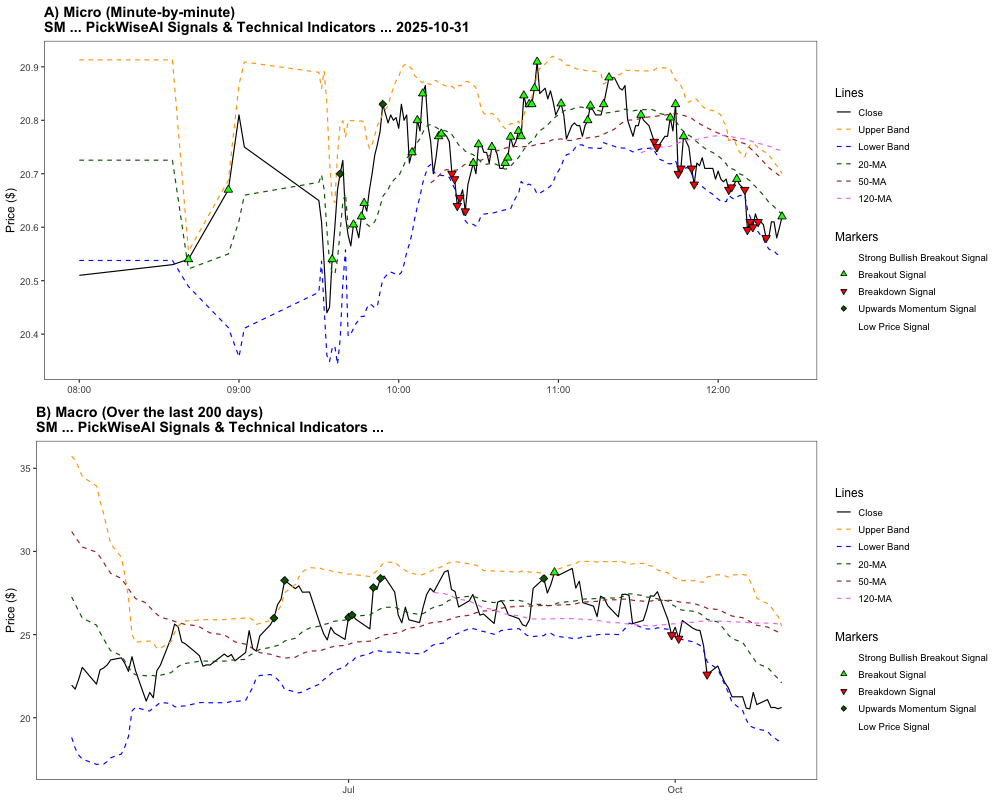 A) Micro (Minute-by-minute)
SM ... PickWiseAI Signals & Technical Indicators ... 2025-10-31
Price ($)
20.9
20.8
20.7
20.6
20.5
20.4
08:00
09:00
10:00
11:00
12:00
Lines
Close
Upper Band
Lower Band
20-MA
50-MA
120-MA
Markers
Strong Bullish Breakout Signal
Breakout Signal
Breakdown Signal
Upwards Momentum Signal
Low Price Signal
B) Macro (Over the last 200 days)
SM ... PickWiseAI Signals & Technical Indicators ...
Price ($)
35
30
25
20
Jul
Oct
Lines
Close
Upper Band
Lower Band
20-MA
50-MA
120-MA
Markers
Strong Bullish Breakout Signal
Breakout Signal
Breakdown Signal
Upwards Momentum Signal
Low Price Signal